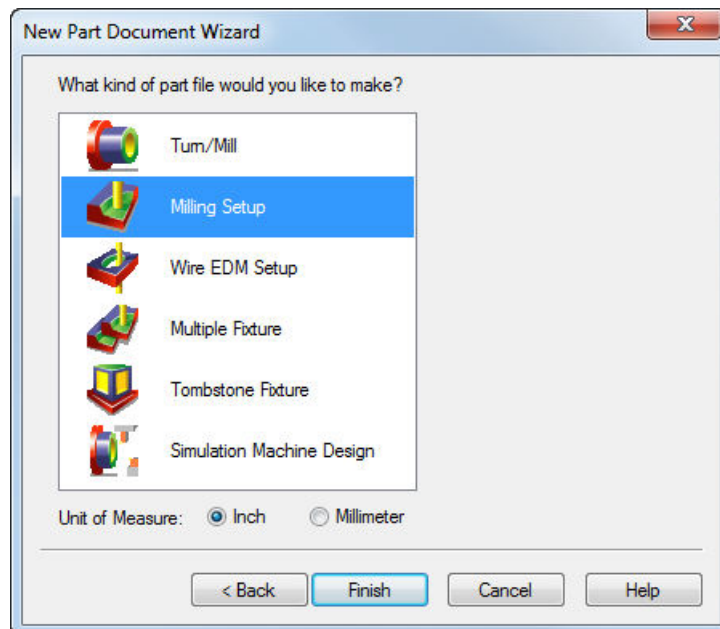 New Part Document Wizard
What kind of part file would you like to make?
Turn/Mill
Milling Setup
Wire EDM Setup
Multiple Fixture
Tombstone Fixture
Simulation Machine Design
Unit of Measure: Inch Millimeter
< Back Finish Cancel Help